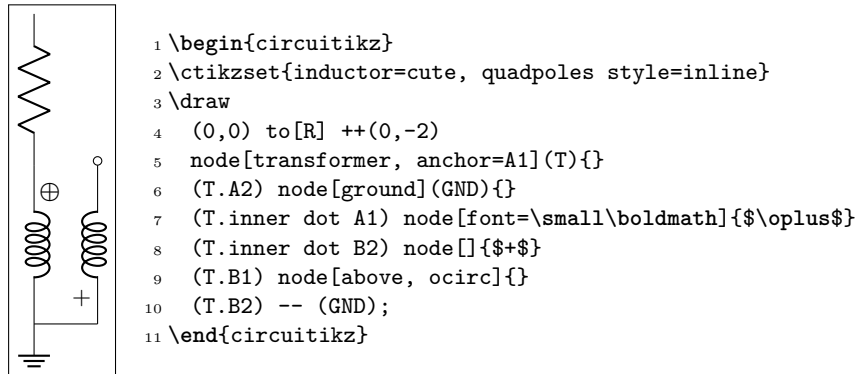 ⊕
+
1 \begin{circuitikz}
2 \ctikzset{inductor=cute, quadpoles style=inline}
3 \draw
4 (0,0) to[R] ++(0,-2)
5 node[transformer, anchor=A1](T){}
6 (T.A2) node[ground](GND){}
7 (T.inner dot A1) node[font=\small\boldmath]{$\oplus$}
8 (T.inner dot B2) node[]{$+$}
9 (T.B1) node[above, ocirc]{}
10 (T.B2) -- (GND);
11 \end{circuitikz}